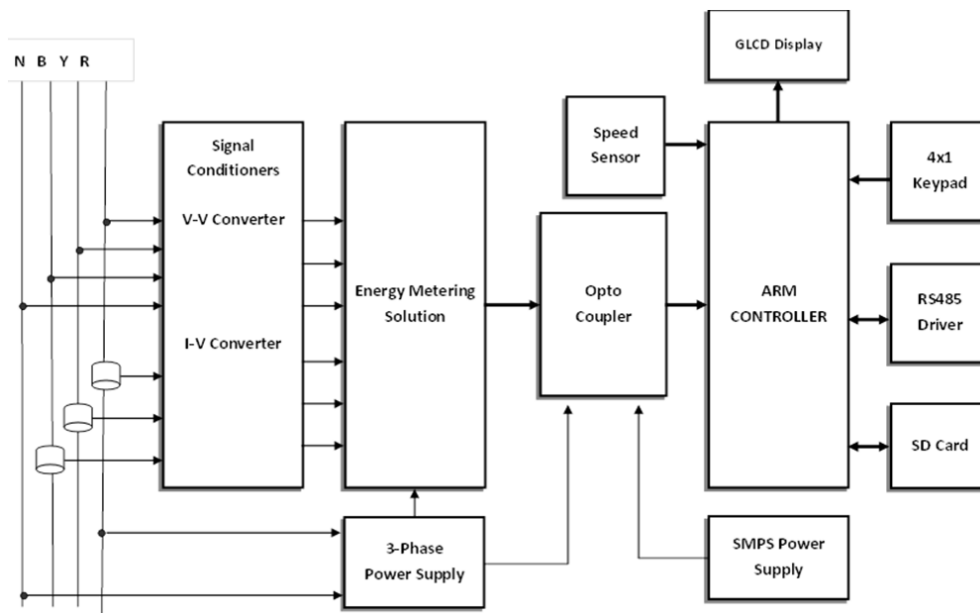 N B Y R
Signal
Conditioners
V-V Converter
I-V Converter
Energy Metering
Solution
3-Phase
Power Supply
Speed
Sensor
Opto
Coupler
GLCD Display
ARM
CONTROLLER
4x1
Keypad
RS485
Driver
SD Card
SMPS Power
Supply